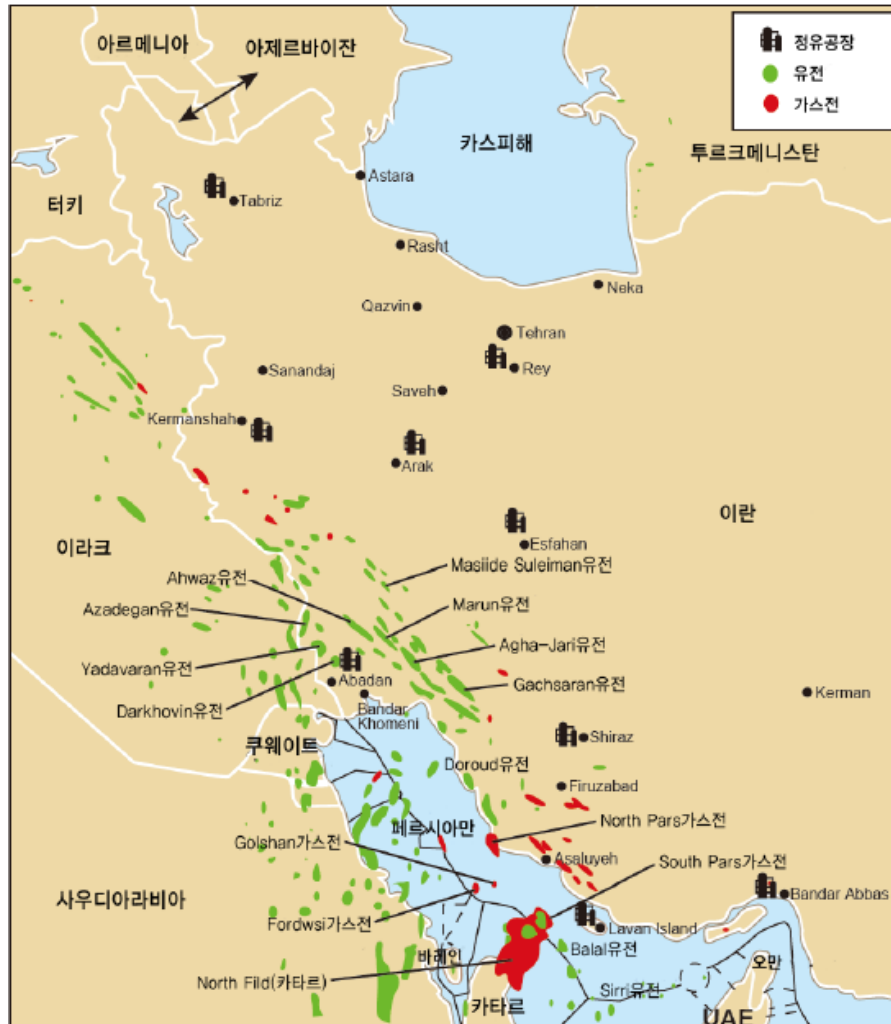 아르메니아
아제르바이잔
정유공장
유전
가스전
카스피해
투르크메니스탄
터키
Astara
Tabriz
Rasht
Neka
Qazvin
Tehran
Rey
Sanandaj
Saveh
Kermanshah
Arak
이란
이라크
Esfahan
Masiide Suleiman유전
Ahwaz유전
Azadegan유전
Marun유전
Agha-Jari유전
Yadavaran유전
Gachsaran유전
Abadan
Darkhovin유전
Bandar
Khomeni
Kerman
쿠웨이트
Shiraz
Doroud유전
Firuzabad
페르시아만
North Pars가스전
Golshan가스전
Asaluyeh
South Pars가스전
사우디아라비아
Bandar Abbas
Fordwsi가스전
Lavan Island
바레인
Balal유전
오만
North Fild(카타르)
Sirri유전
카타르
UAE